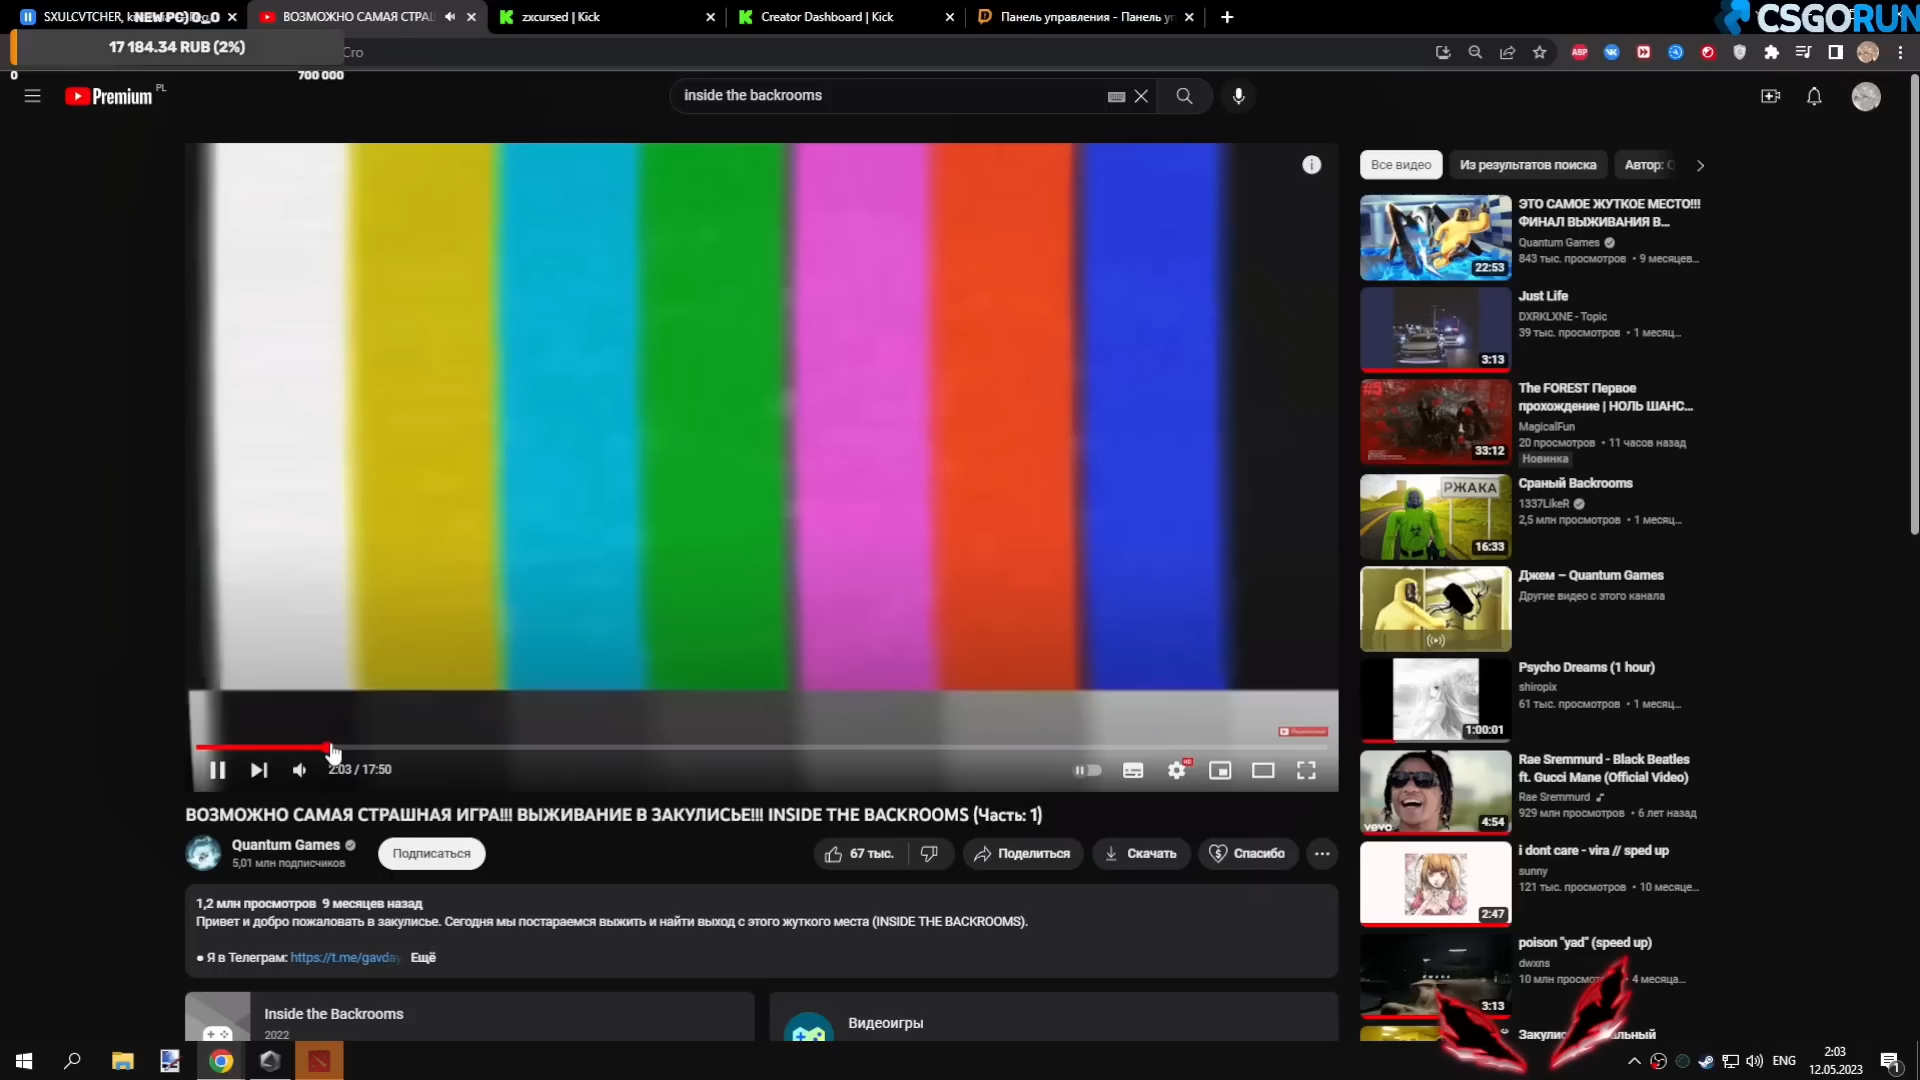 SXULCVTCHER,
NEW PC) O_O
ВОЗМОЖНО САМАЯ СТРАШ
zxcursed | Kick
Creator Dashboard | Kick
Панель управления - Панель у
CSGORUN
17 184.34 RUB (2%)
0
700 000
Premium
PL
inside the backrooms
ABP
Все видео
Из результатов поиска
Автор:
ЭТО САМОЕ ЖУТКОЕ МЕСТО!!!
ФИНАЛ ВЫЖИВАНИЯ В...
Quantum Games
843 тыс. просмотров • 9 месяцев...
22:53
Just Life
DXRKLXNE - Topic
39 тыс. просмотров • 1 месяц...
3:13
The FOREST Первое
прохождение | НОЛЬ ШАНС...
MagicalFun
20 просмотров • 11 часов назад
Новинка
#5
33:12
Сраный Backrooms
1337LikeR
2,5 млн просмотров • 1 месяц...
РЖАКА
16:33
Джем – Quantum Games
Другие видео с этого канала
Psycho Dreams (1 hour)
shiropix
61 тыс. просмотров • 1 месяц...
1:00:01
Rae Sremmurd - Black Beatles
ft. Gucci Mane (Official Video)
Rae Sremmurd
929 млн просмотров • 6 лет назад
vevo
4:54
i dont care - vira // sped up
sunny
121 тыс. просмотров • 10 месяце...
2:47
poison "yad" (speed up)
dwxns
10 млн 4 месяца...
3:13
2:03 / 17:50
HD
ВОЗМОЖНО САМАЯ СТРАШНАЯ ИГРА!!! ВЫЖИВАНИЕ В ЗАКУЛИСЬЕ!!! INSIDE THE BACKROOMS (Часть: 1)
Quantum Games
5,01 млн подписчиков
Подписаться
67 тыс.
Поделиться
Скачать
Спасибо
1,2 млн просмотров 9 месяцев назад
Привет и добро пожаловать в закулисье. Сегодня мы постараемся выжить и найти выход с этого жуткого места (INSIDE THE BACKROOMS).
● Я в Телеграм: https://t.me/gavda Ещё
Inside the Backrooms
2022
Видеоигры
ENG
2:03
12.05.2023
1